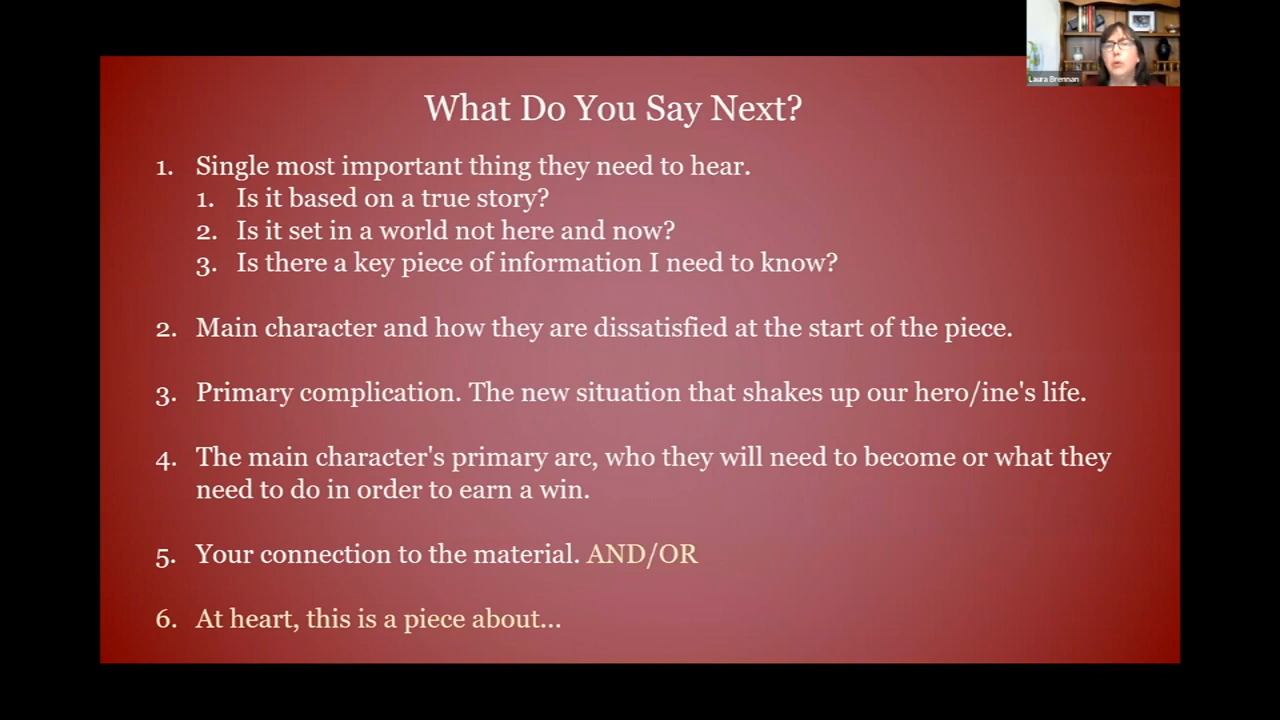 Laura Brennan
What Do You Say Next?
1. Single most important thing they need to hear.
1. Is it based on a true story?
2. Is it set in a world not here and now?
3. Is there a key piece of information I need to know?
2. Main character and how they are dissatisfied at the start of the piece.
3. Primary complication. The new situation that shakes up our hero/ine's life.
4. The main character's primary arc, who they will need to become or what they
need to do in order to earn a win.
5. Your connection to the material. AND/OR
6. At heart, this is a piece about...